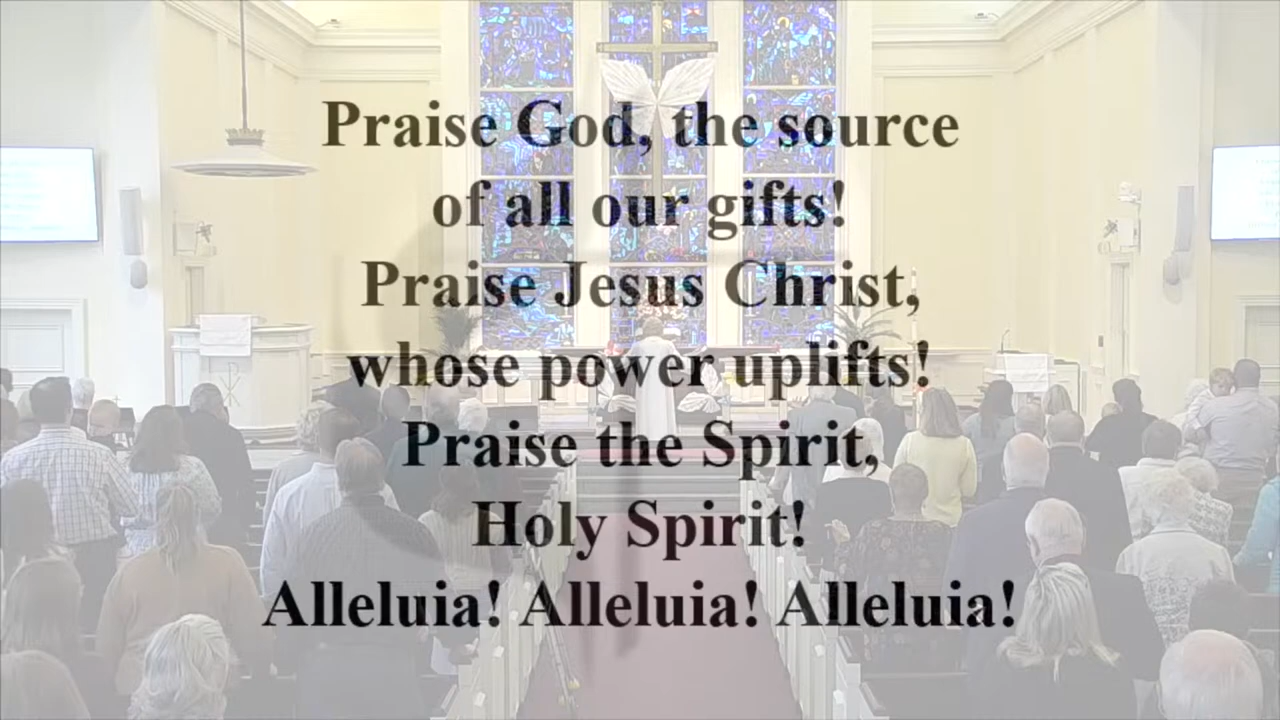 Praise God, the source
of all our gifts!
Praise Jesus Christ,
whose power uplifts!
Praise the Spirit,
Holy Spirit!
Alleluia! Alleluia! Alleluia!